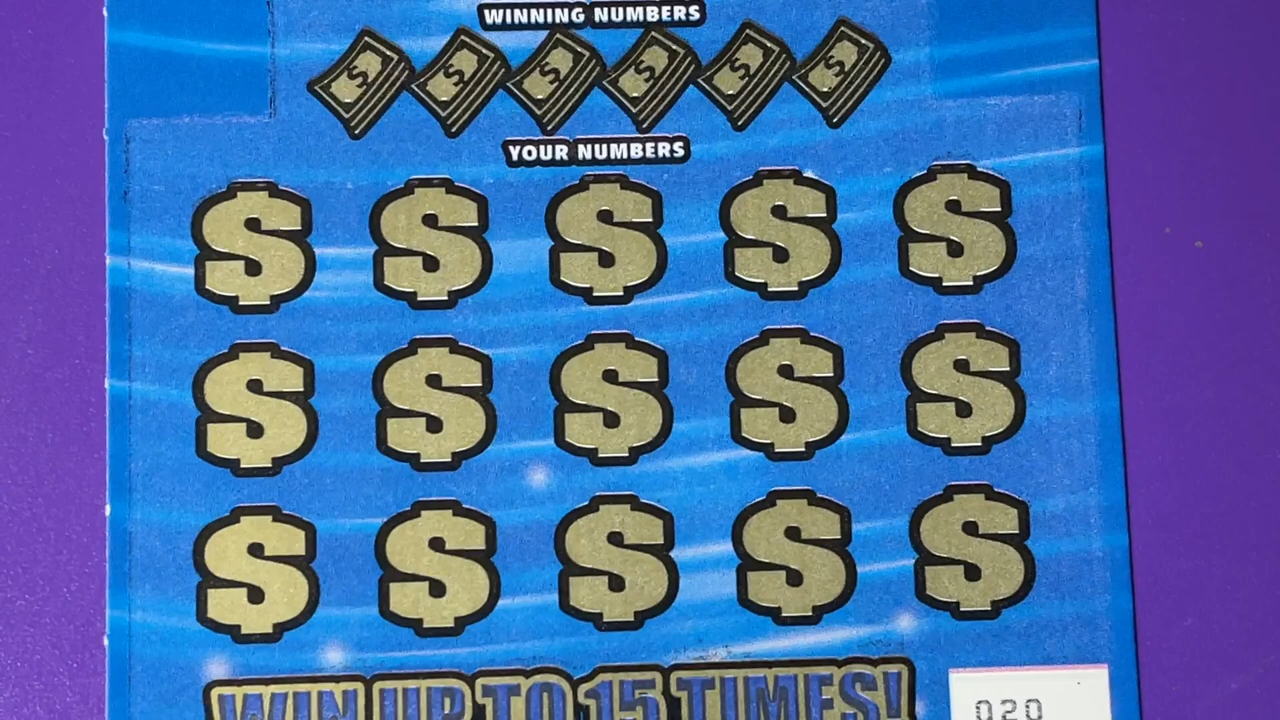 WINNING NUMBERS
$ $ $ $ $ $
YOUR NUMBERS
$ $ $ $ $
$ $ $ $ $
$ $ $ $ $
WIN UP TO 15 TIMES!
020